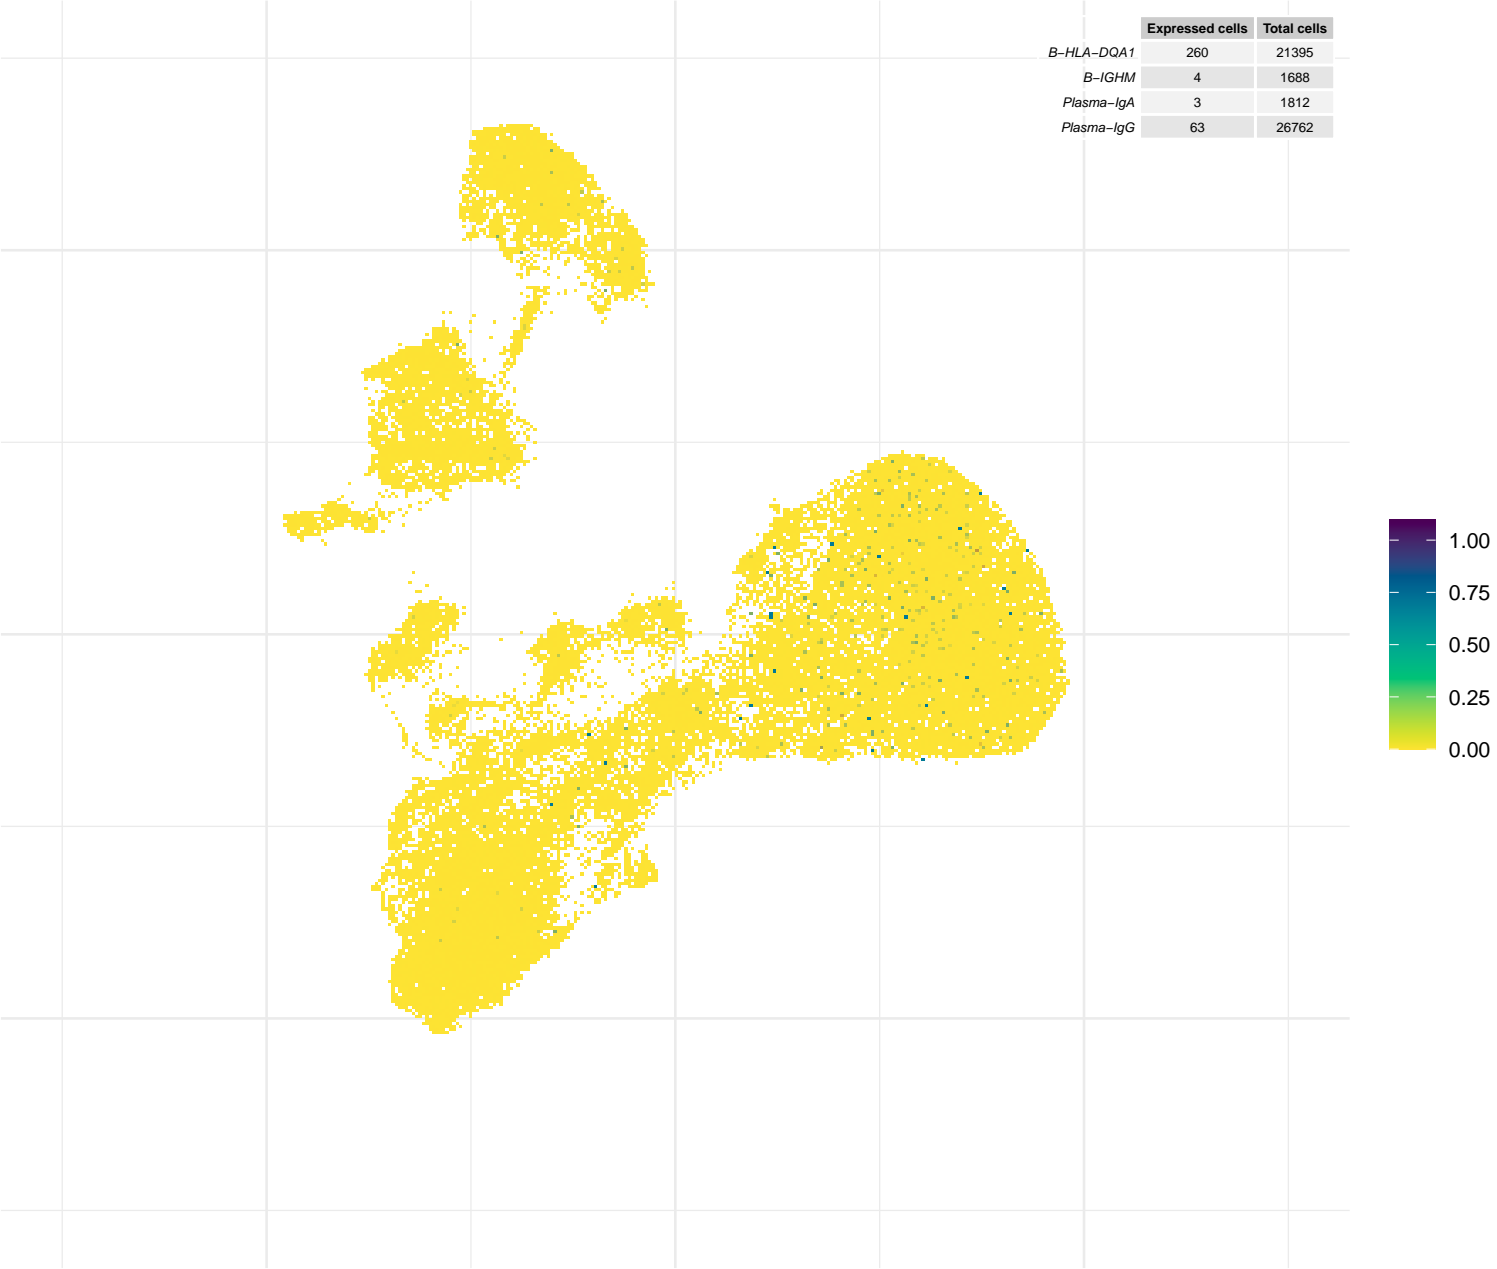 Expressed cells Total cells
B−HLA−DQA1 260 21395
B−IGHM 4 1688
Plasma−IgA 3 1812
Plasma−IgG 63 26762
1.00
0.75
0.50
0.25
0.00